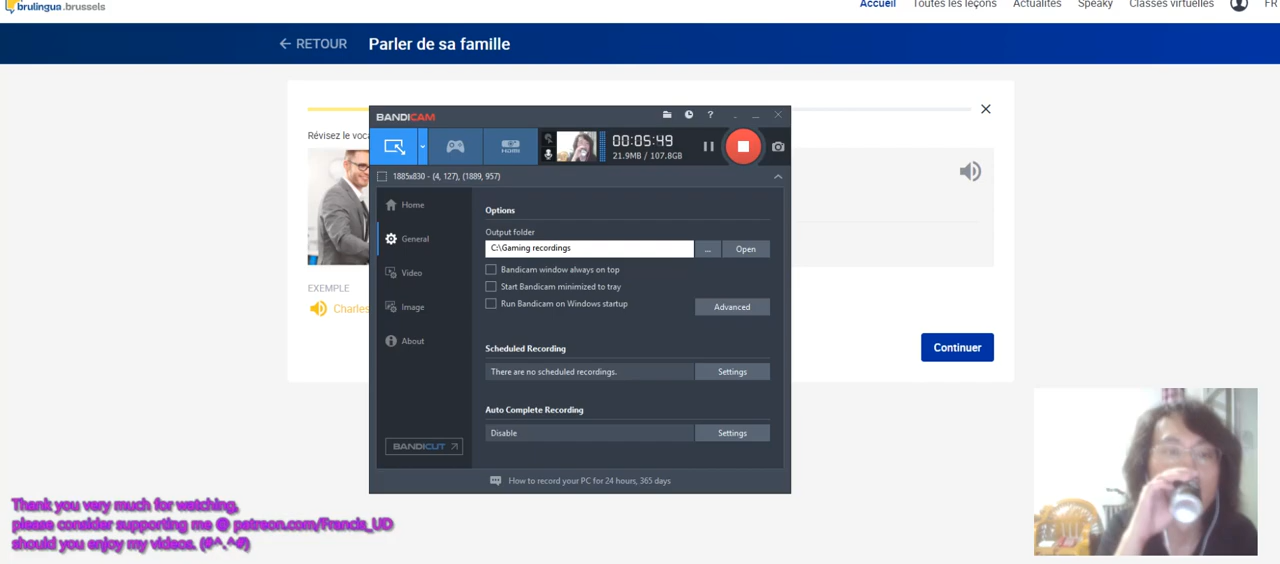 brulingua.brussels
Accueil Toutes les leçons Actualités Speaky Classes virtuelles FR
← RETOUR Parler de sa famille
Révisez le voca
EXEMPLE
Charles
Continuer
BANDICAM
HDMI
00:05:49
21.9MB / 107.8GB
1885x830 - (4, 127), (1889, 957)
Home
General
Video
Image
About
BANDICUT
Options
Output folder
C:\Gaming recordings
... Open
Bandicam window always on top
Start Bandicam minimized to tray
Run Bandicam on Windows startup
Advanced
Scheduled Recording
There are no scheduled recordings. Settings
Auto Complete Recording
Disable Settings
How to record your PC for 24 hours, 365 days
Thank you very much for watching,
please consider supporting me @ patreon.com/Francis_UD
should you enjoy my videos. (#^.^#)